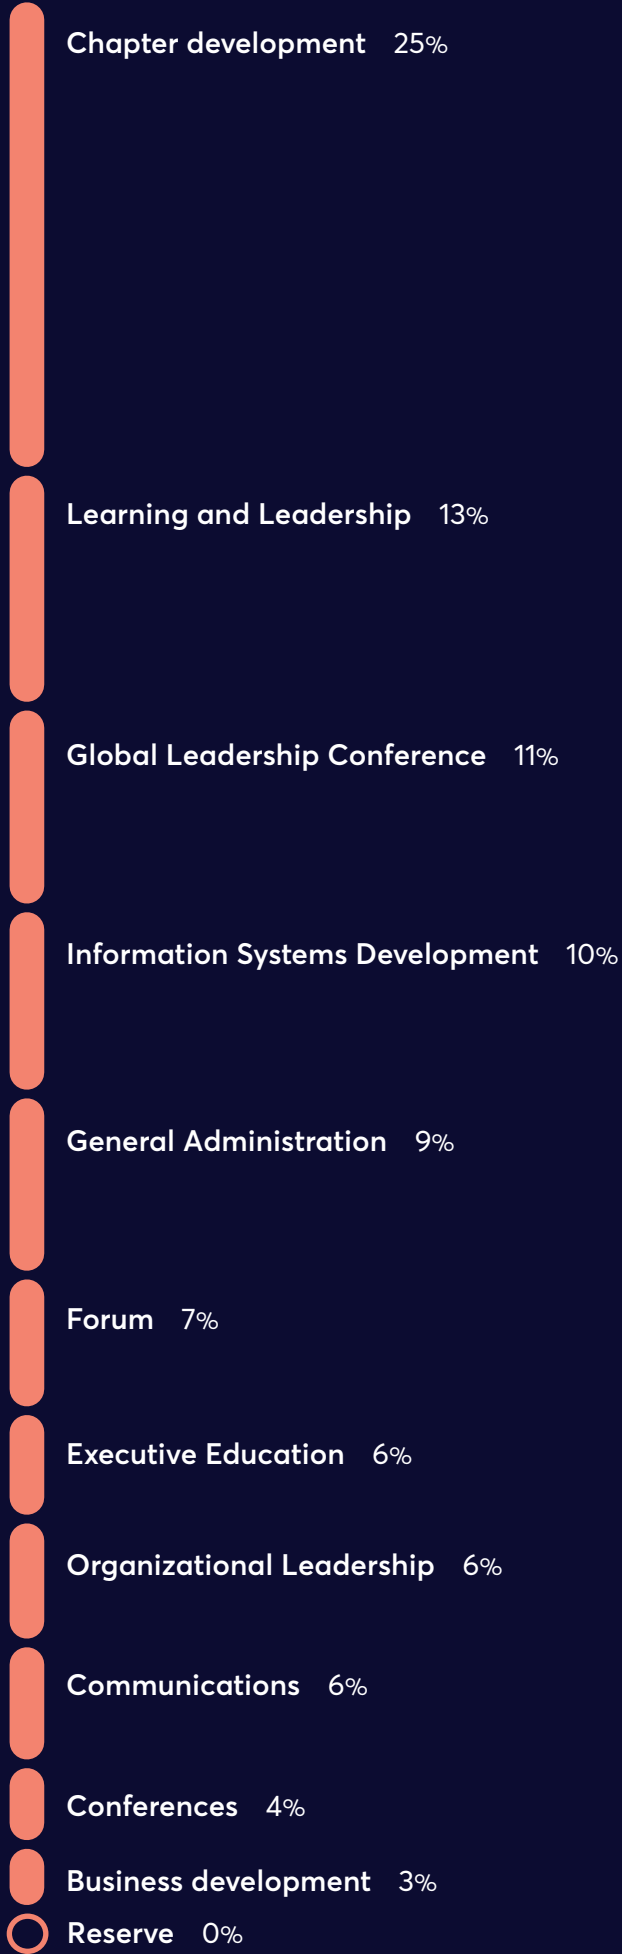 Chapter development 25%
Learning and Leadership 13%
Global Leadership Conference 11%
Information Systems Development 10%
General Administration 9%
Forum 7%
Executive Education 6%
Organizational Leadership 6%
Communications 6%
Conferences 4%
Business development 3%
Reserve 0%